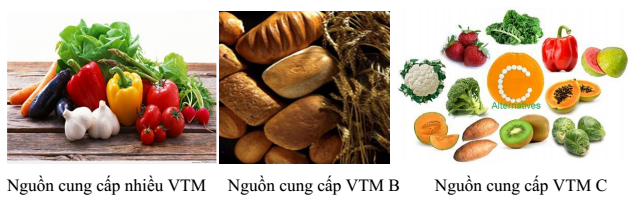 C
Alternatives
Nguồn cung cấp nhiều VTM
Nguồn cung cấp VTM B
Nguồn cung cấp VTM C